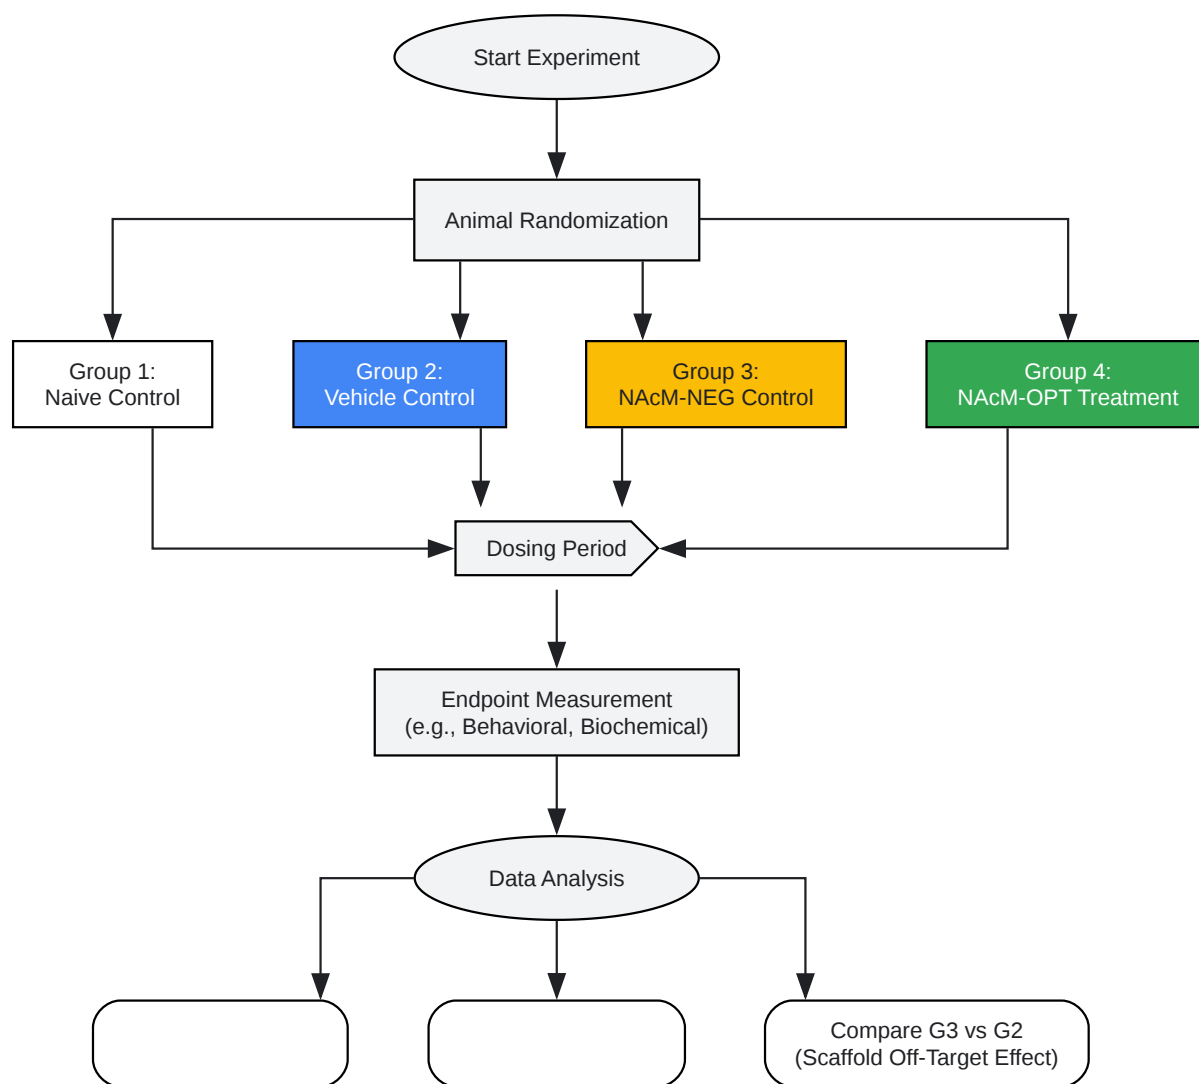 Start Experiment
Animal Randomization
Group 1:
Naive Control
Group 2:
Vehicle Control
Group 3:
NAcM-NEG Control
Group 4:
NAcM-OPT Treatment
Dosing Period
Endpoint Measurement
(e.g., Behavioral, Biochemical)
Data Analysis
Compare G3 vs G2
(Scaffold Off-Target Effect)